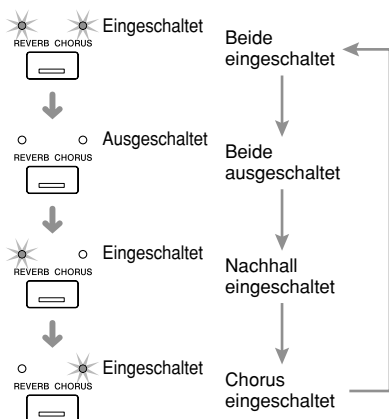 Eingeschaltet
REVERB CHORUS
Beide
eingeschaltet
Ausgeschaltet
REVERB CHORUS
Beide
ausgeschaltet
Eingeschaltet
REVERB CHORUS
Nachhall
eingeschaltet
Eingeschaltet
REVERB CHORUS
Chorus
eingeschaltet